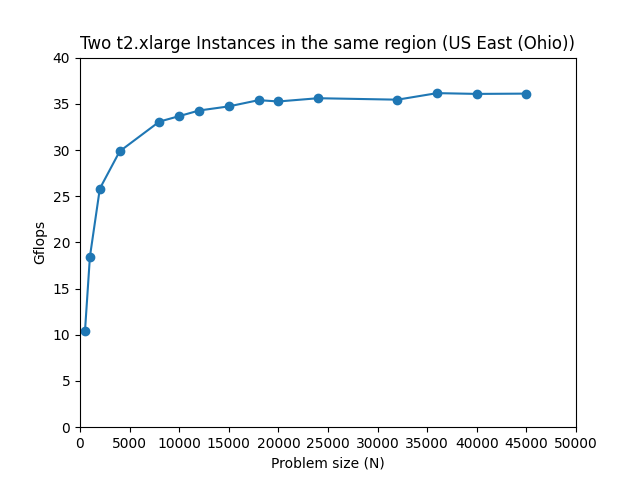 Two t2.xlarge Instances in the same region (US East (Ohio))
40
35
30
25
20
15
10
5
0
Gflops
0 5000 10000 15000 20000 25000 30000 35000 40000 45000 50000
Problem size (N)